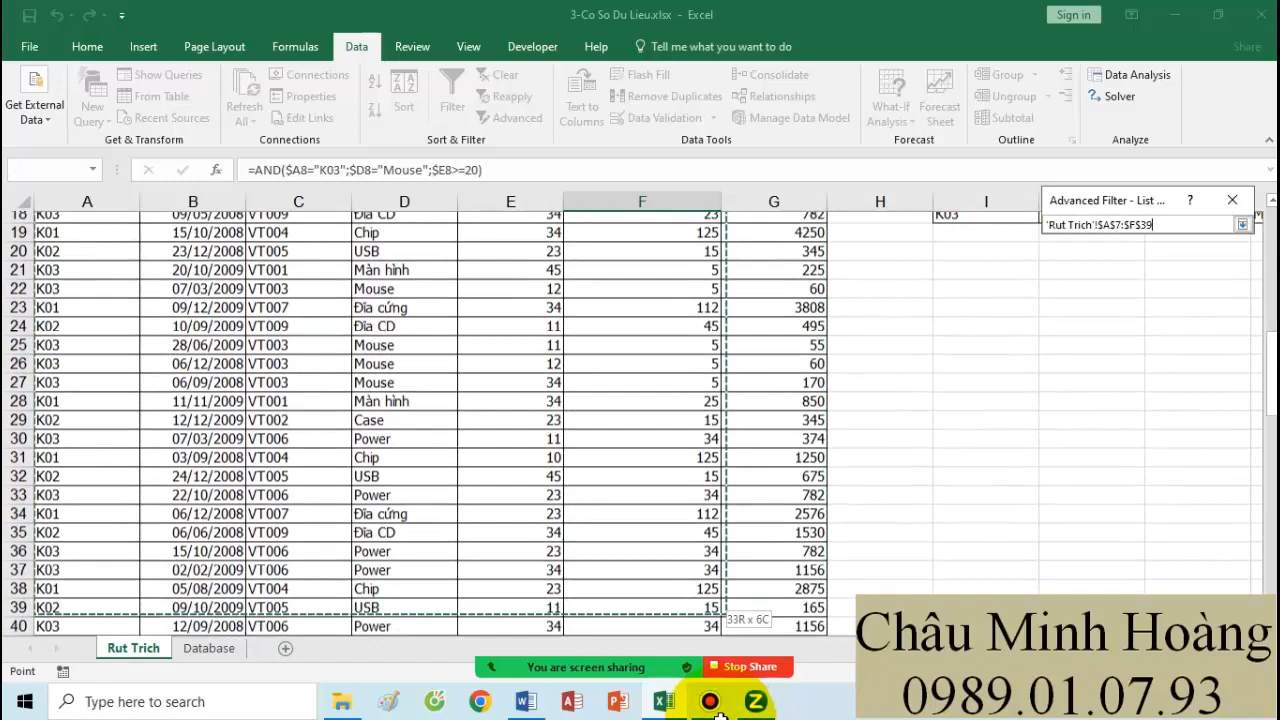 3-Co So Du Lieu.xlsx - Excel
Sign in
File Home Insert Page Layout Formulas Data Review View Developer Help Tell me what you want to do Share
Get External Data
New Query
Show Queries
From Table
Recent Sources
Get & Transform
Refresh All
Connections
Properties
Edit Links
Connections
Sort
Filter
Clear
Reapply
Advanced
Sort & Filter
Text to Columns
Flash Fill
Remove Duplicates
Data Validation
Consolidate
Relationships
Manage Data Model
Data Tools
What-If Analysis
Forecast Sheet
Forecast
Group
Ungroup
Subtotal
Outline
Data Analysis
Solver
Analyze
fx =AND($A8="K03";$D8="Mouse";$E8>=20)
A B C D E F G H I
Advanced Filter - List ... ?
'Rut Trich'!$A$7:$F$39
18 K03 09/05/2008 VT009 Đĩa CD 34 23 782 K03
19 K01 15/10/2008 VT004 Chip 34 125 4250
20 K02 23/12/2008 VT005 USB 23 15 345
21 K03 20/10/2009 VT001 Màn hình 45 5 225
22 K03 07/03/2009 VT003 Mouse 12 5 60
23 K01 09/12/2009 VT007 Đĩa cứng 34 112 3808
24 K02 10/09/2009 VT009 Đĩa CD 11 45 495
25 K03 28/06/2009 VT003 Mouse 11 5 55
26 K03 06/12/2009 VT003 Mouse 12 5 60
27 K03 06/09/2009 VT003 Mouse 34 5 170
28 K01 11/11/2009 VT001 Màn hình 34 25 850
29 K02 12/12/2009 VT002 Case 23 15 345
30 K03 07/03/2009 VT006 Power 11 34 374
31 K01 03/09/2008 VT004 Chip 10 125 1250
32 K02 24/12/2008 VT005 USB 45 15 675
33 K03 22/10/2008 VT006 Power 23 34 782
34 K01 06/12/2008 VT007 Đĩa cứng 23 112 2576
35 K02 06/06/2008 VT009 Đĩa CD 34 45 1530
36 K03 15/10/2008 VT006 Power 23 34 782
37 K03 02/02/2009 VT006 Power 34 34 1156
38 K01 05/08/2009 VT004 Chip 23 125 2875
39 K02 09/10/2009 VT005 USB 11 15 165
33R x 6C
40 K03 12/09/2009 VT006 Power 34 34 1156
Rut Trich Database
Point
You are screen sharing
Stop Share
Type here to search
Châu Minh Hoàng
0989.01.07.93